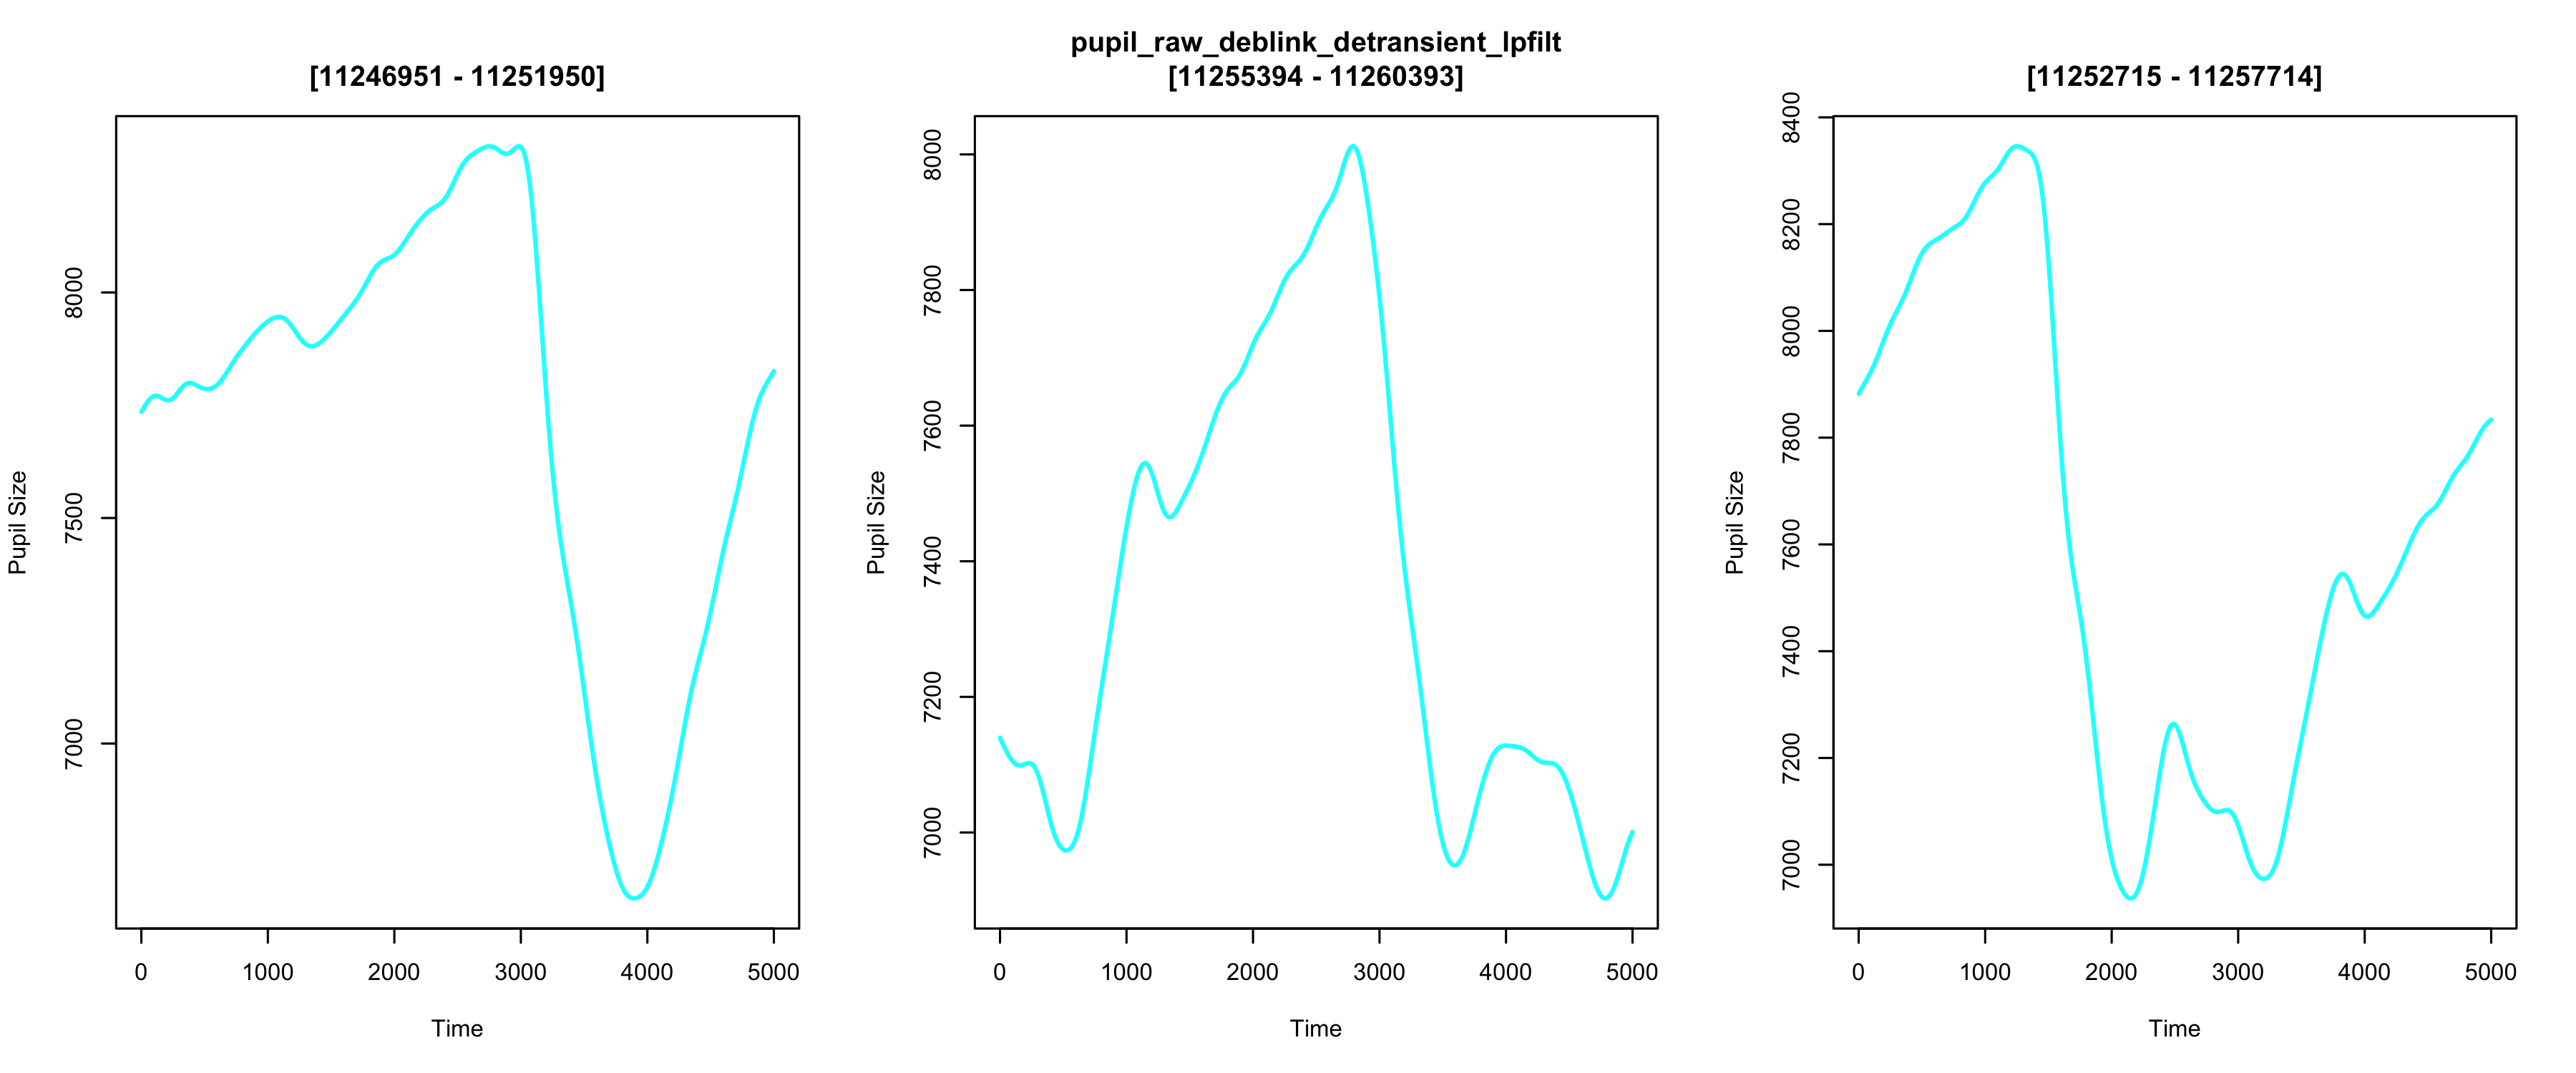 pupil_raw_deblink_detransient_lpfilt
[11246951 - 11251950]
[11255394 - 11260393]
[11252715 - 11257714]
Pupil Size
8000
7500
7000
0 1000 2000 3000 4000 5000
Time
Pupil Size
8000
7800
7600
7400
7200
7000
0 1000 2000 3000 4000 5000
Time
Pupil Size
8400
8200
8000
7800
7600
7400
7200
7000
0 1000 2000 3000 4000 5000
Time